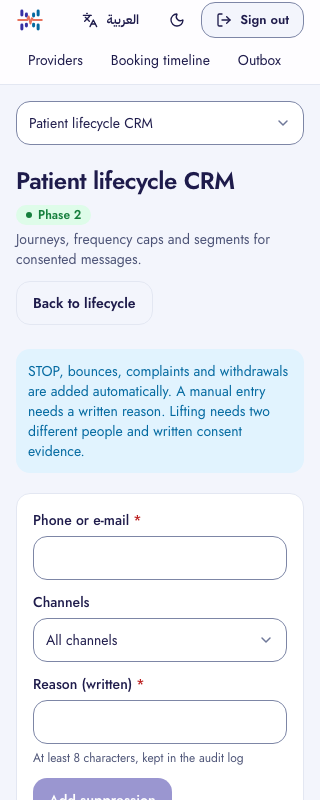 العربية
Sign out
Providers
Booking timeline
Outbox
Patient lifecycle CRM
Patient lifecycle CRM
Phase 2
Journeys, frequency caps and segments for
consented messages.
Back to lifecycle
STOP, bounces, complaints and withdrawals
are added automatically. A manual entry
needs a written reason. Lifting needs two
different people and written consent
evidence.
Phone or e-mail *
Channels
All channels
Reason (written) *
At least 8 characters, kept in the audit log
Add suppression